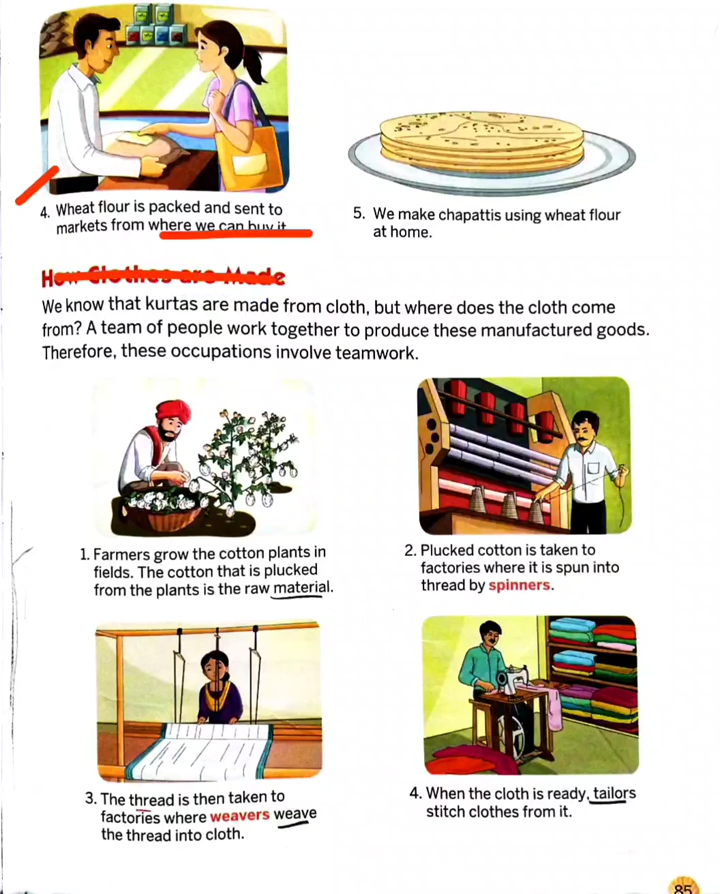 4. Wheat flour is packed and sent to
markets from where we can buy it
5. We make chapattis using wheat flour
at home.
How Clothes are Made
We know that kurtas are made from cloth, but where does the cloth come
from? A team of people work together to produce these manufactured goods.
Therefore, these occupations involve teamwork.
1. Farmers grow the cotton plants in
fields. The cotton that is plucked
from the plants is the raw material.
2. Plucked cotton is taken to
factories where it is spun into
thread by spinners.
3. The thread is then taken to
factories where weavers weave
the thread into cloth.
4. When the cloth is ready, tailors
stitch clothes from it.
85